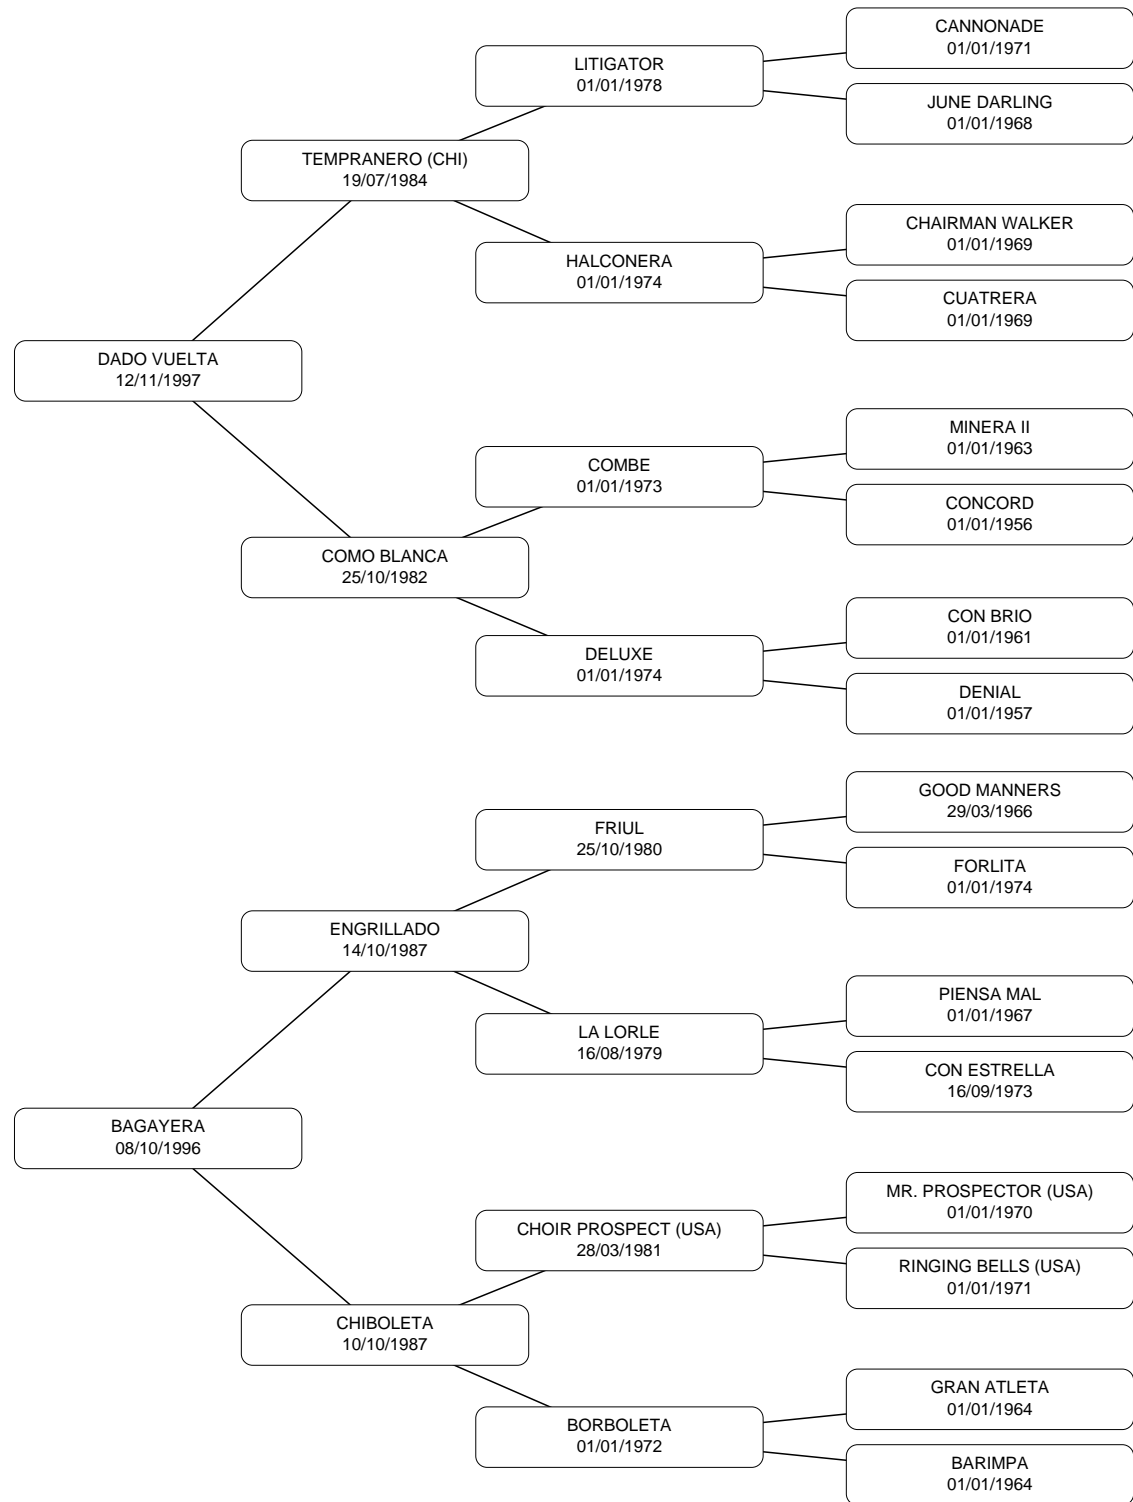 CANNONADE
01/01/1971
LITIGATOR
01/01/1978
JUNE DARLING
01/01/1968
TEMPRANERO (CHI)
19/07/1984
CHAIRMAN WALKER
01/01/1969
HALCONERA
01/01/1974
CUATRERA
01/01/1969
DADO VUELTA
12/11/1997
MINERA II
01/01/1963
COMBE
01/01/1973
CONCORD
01/01/1956
COMO BLANCA
25/10/1982
CON BRIO
01/01/1961
DELUXE
01/01/1974
DENIAL
01/01/1957
GOOD MANNERS
29/03/1966
FRIUL
25/10/1980
FORLITA
01/01/1974
ENGRILLADO
14/10/1987
PIENSA MAL
01/01/1967
LA LORLE
16/08/1979
CON ESTRELLA
16/09/1973
BAGAYERA
08/10/1996
MR. PROSPECTOR (USA)
01/01/1970
CHOIR PROSPECT (USA)
28/03/1981
RINGING BELLS (USA)
01/01/1971
CHIBOLETA
10/10/1987
GRAN ATLETA
01/01/1964
BORBOLETA
01/01/1972
BARIMPA
01/01/1964